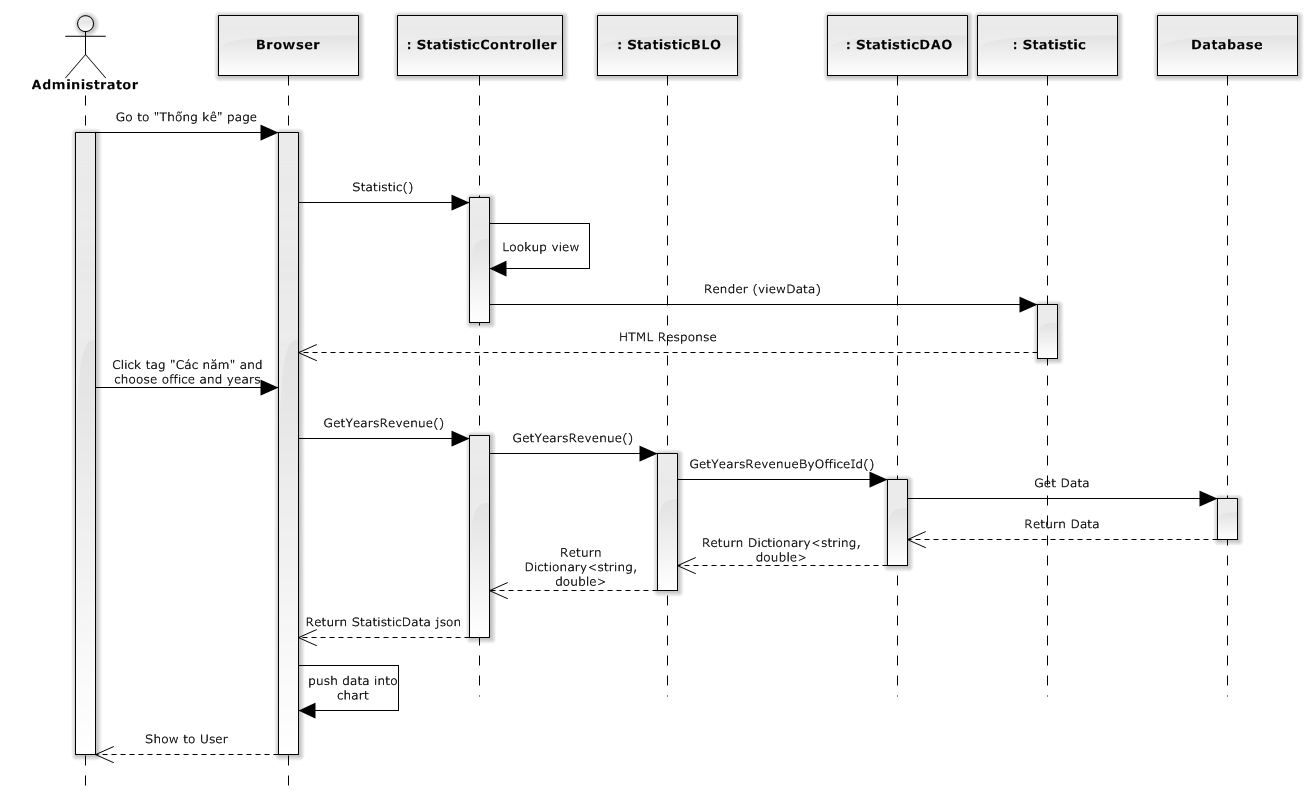 Administrator
Browser
: StatisticController
: StatisticBLO
: StatisticDAO
: Statistic
Database
Go to "Thống kê" page
Statistic()
Lookup view
Render (viewData)
HTML Response
Click tag "Các năm" and
choose office and years
GetYearsRevenue()
GetYearsRevenue()
GetYearsRevenueByOfficeId()
Get Data
Return Data
Return Dictionary<string,
double>
Return
Dictionary<string,
double>
Return StatisticData json
push data into
chart
Show to User